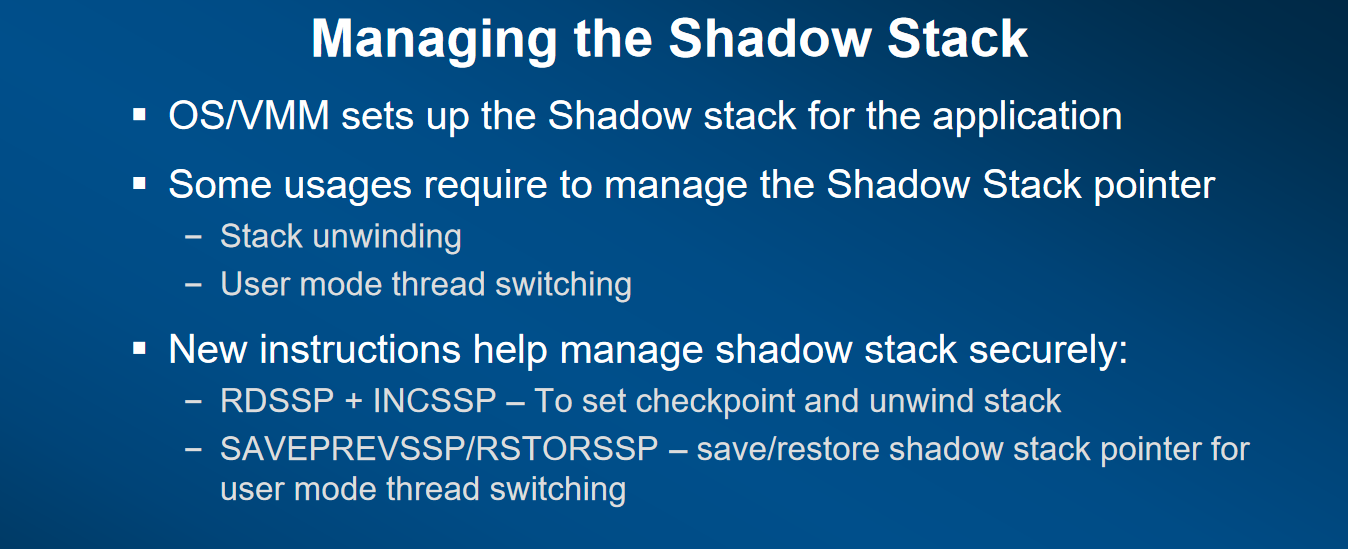 Managing the Shadow Stack
▪ OS/VMM sets up the Shadow stack for the application
▪ Some usages require to manage the Shadow Stack pointer
– Stack unwinding
– User mode thread switching
▪ New instructions help manage shadow stack securely:
– RDSSP + INCSSP – To set checkpoint and unwind stack
– SAVEPREVSSP/RSTORSSP – save/restore shadow stack pointer for
user mode thread switching